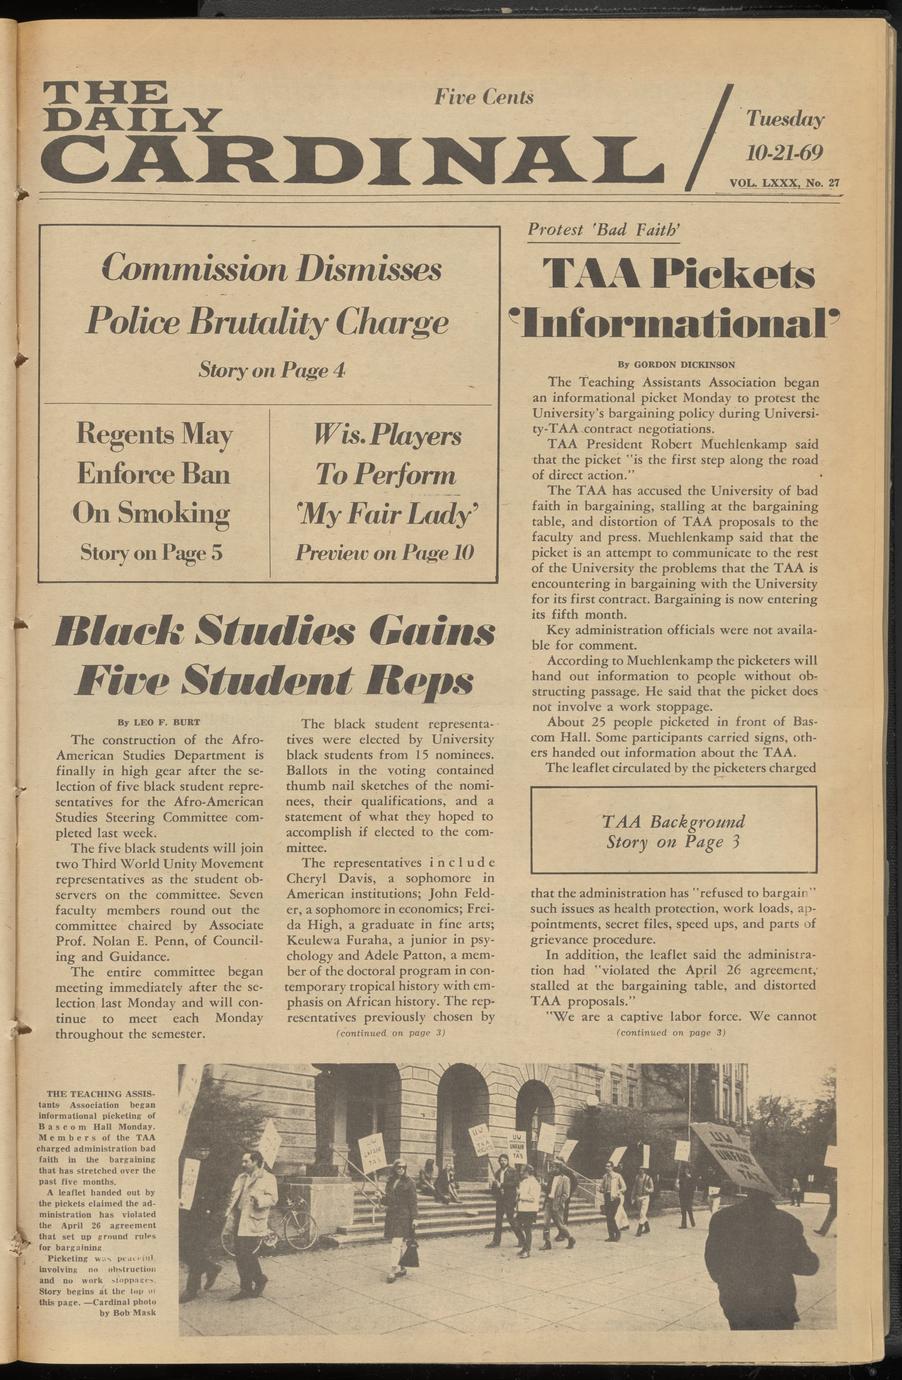 THE
DAILY
CARDINAL
Five Cents
Tuesday
10-21-69
VOL. LXXX, No. 27
Commission Dismisses
Police Brutality Charge
Story on Page 4
Regents May
Enforce Ban
On Smoking
Story on Page 5
Wis. Players
To Perform
'My Fair Lady'
Preview on Page 10
Black Studies Gains
Five Student Reps
By LEO F. BURT
The construction of the Afro-
American Studies Department is
finally in high gear after the se-
lection of five black student repre-
sentatives for the Afro-American
Studies Steering Committee com-
pleted last week.
The five black students will join
two Third World Unity Movement
representatives as the student ob-
servers on the committee. Seven
faculty members round out the
committee chaired by Associate
Prof. Nolan E. Penn, of Council-
ing and Guidance.
The entire committee began
meeting immediately after the se-
lection last Monday and will con-
tinue to meet each Monday
throughout the semester.
The black student representa-
tives were elected by University
black students from 15 nominees.
Ballots in the voting contained
thumb nail sketches of the nomi-
nees, their qualifications, and a
statement of what they hoped to
accomplish if elected to the com-
mittee.
The representatives include
Cheryl Davis, a sophomore in
American institutions; John Feld-
er, a sophomore in economics; Frei-
da High, a graduate in fine arts;
Keulewa Furaha, a junior in psy-
chology and Adele Patton, a mem-
ber of the doctoral program in con-
temporary tropical history with em-
phasis on African history. The rep-
resentatives previously chosen by
(continued on page 3)
Protest 'Bad Faith'
TAA Pickets
'Informational'
By GORDON DICKINSON
The Teaching Assistants Association began
an informational picket Monday to protest the
University's bargaining policy during Universi-
ty-TAA contract negotiations.
TAA President Robert Muehlenkamp said
that the picket "is the first step along the road
of direct action."
The TAA has accused the University of bad
faith in bargaining, stalling at the bargaining
table, and distortion of TAA proposals to the
faculty and press. Muehlenkamp said that the
picket is an attempt to communicate to the rest
of the University the problems that the TAA is
encountering in bargaining with the University
for its first contract. Bargaining is now entering
its fifth month.
Key administration officials were not availa-
ble for comment.
According to Muehlenkamp the picketers will
hand out information to people without ob-
structing passage. He said that the picket does
not involve a work stoppage.
About 25 people picketed in front of Bas-
com Hall. Some participants carried signs, oth-
ers handed out information about the TAA.
The leaflet circulated by the picketers charged
TAA Background
Story on Page 3
that the administration has "refused to bargain"
such issues as health protection, work loads, ap-
pointments, secret files, speed ups, and parts of
grievance procedure.
In addition, the leaflet said the administra-
tion had "violated the April 26 agreement,
stalled at the bargaining table, and distorted
TAA proposals."
"We are a captive labor force. We cannot
(continued on page 3)
THE TEACHING ASSIS-
tants Association began
informational picketing of
Bascom Hall Monday.
Members of the TAA
charged administration bad
faith in the bargaining
that has stretched over the
past five months.
A leaflet handed out by
the pickets claimed the ad-
ministration has violated
the April 26 agreement
that set up ground rules
for bargaining
Picketing was peaceful,
involving no obstruction
and no work stoppages.
Story begins at the top of
this page. —Cardinal photo
by Bob Mask
UW
UNFAIR
TO
TAS
UW
UNFAIR
TAS